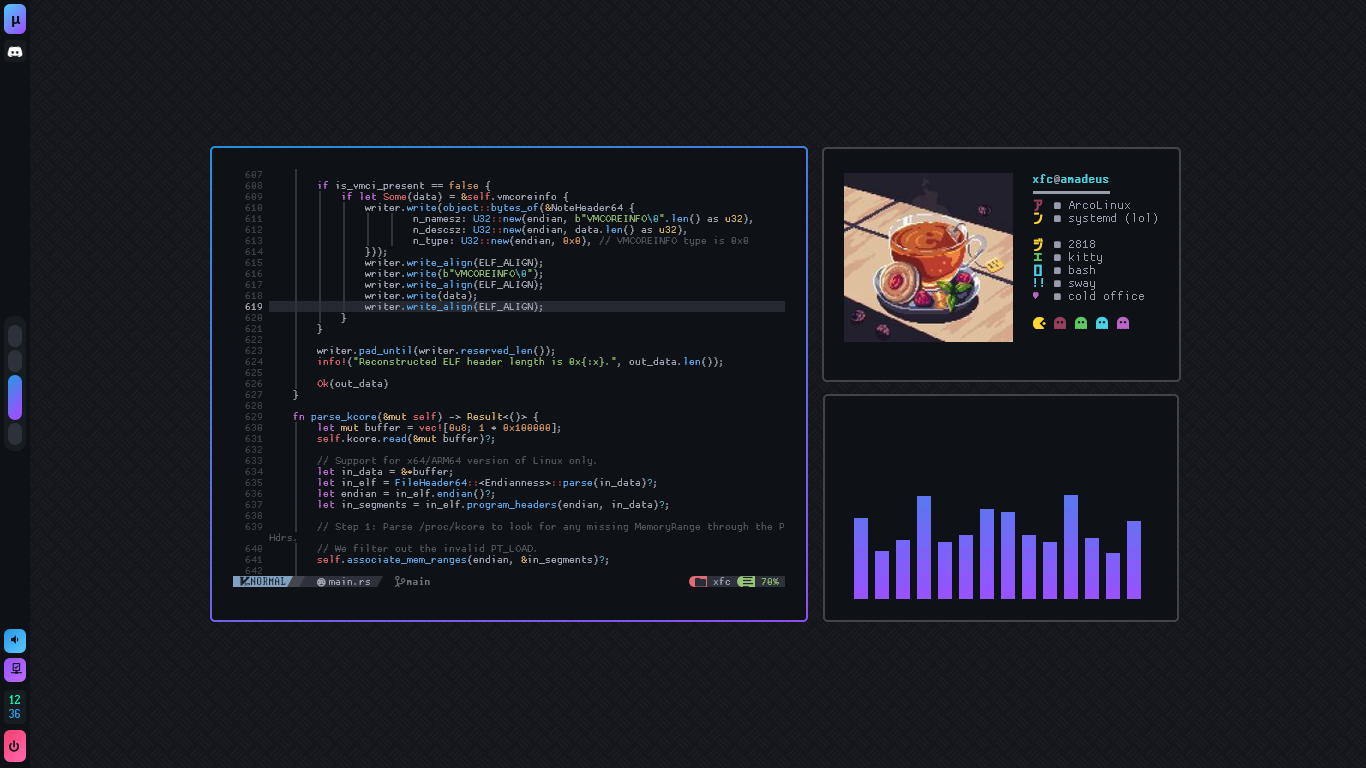 μ
607
608 if is_vmci_present == false {
609 if let Some(data) = &self.vmcoreinfo {
610 writer.write(object::bytes_of(&NoteHeader64 {
611 n_namesz: U32::new(endian, b"VMCOREINFO\0".len() as u32),
612 n_descsz: U32::new(endian, data.len() as u32),
613 n_type: U32::new(endian, 0x0), // VMCOREINFO type is 0x0
614 }));
615 writer.write_align(ELF_ALIGN);
616 writer.write(b"VMCOREINFO\0");
617 writer.write_align(ELF_ALIGN);
618 writer.write(data);
619 writer.write_align(ELF_ALIGN);
620 }
621 }
622
623 writer.pad_until(writer.reserved_len());
624 info!("Reconstructed ELF header length is 0x{:x}.", out_data.len());
625
626 Ok(out_data)
627 }
628
629 fn parse_kcore(&mut self) -> Result<()> {
630 let mut buffer = vec![0u8; 1 * 0x100000];
631 self.kcore.read(&mut buffer)?;
632
633 // Support for x64/ARM64 version of Linux only.
634 let in_data = &*buffer;
635 let in_elf = FileHeader64::<Endianness>::parse(in_data)?;
636 let endian = in_elf.endian()?;
637 let in_segments = in_elf.program_headers(endian, in_data)?;
638
639 // Step 1: Parse /proc/kcore to look for any missing MemoryRange through the P
Hdrs.
640 // We filter out the invalid PT_LOAD.
641 self.associate_mem_ranges(endian, &in_segments)?;
642
NORMAL main.rs main xfc 70%
xfc@amadeus
ア ArcoLinux
ン systemd (lol)
2818
エ kitty
ロ bash
!! sway
cold office
12
36